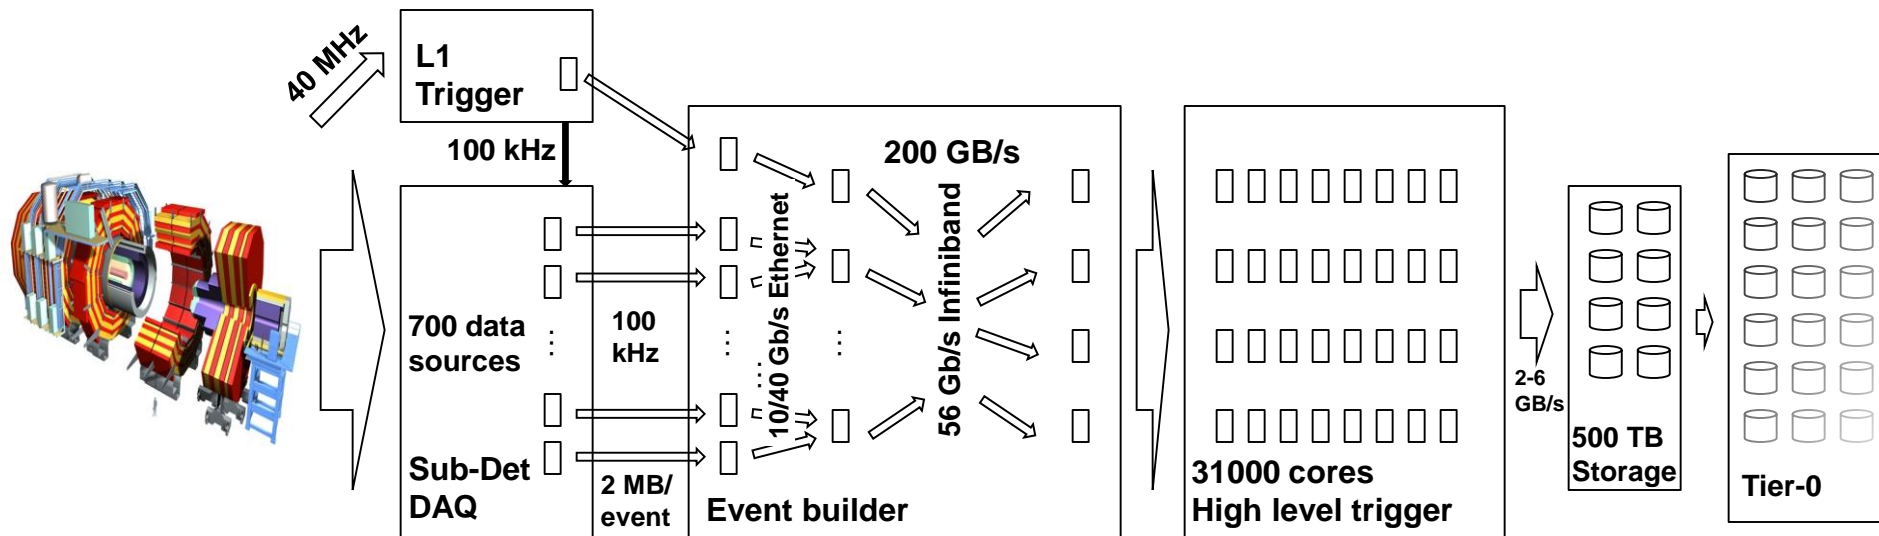 40 MHz
L1
Trigger
100 kHz
700 data
sources
Sub-Det
DAQ
100
kHz
2 MB/
event
10/40 Gb/s Ethernet
200 GB/s
56 Gb/s Infiniband
Event builder
31000 cores
High level trigger
2-6
GB/s
500 TB
Storage
Tier-0